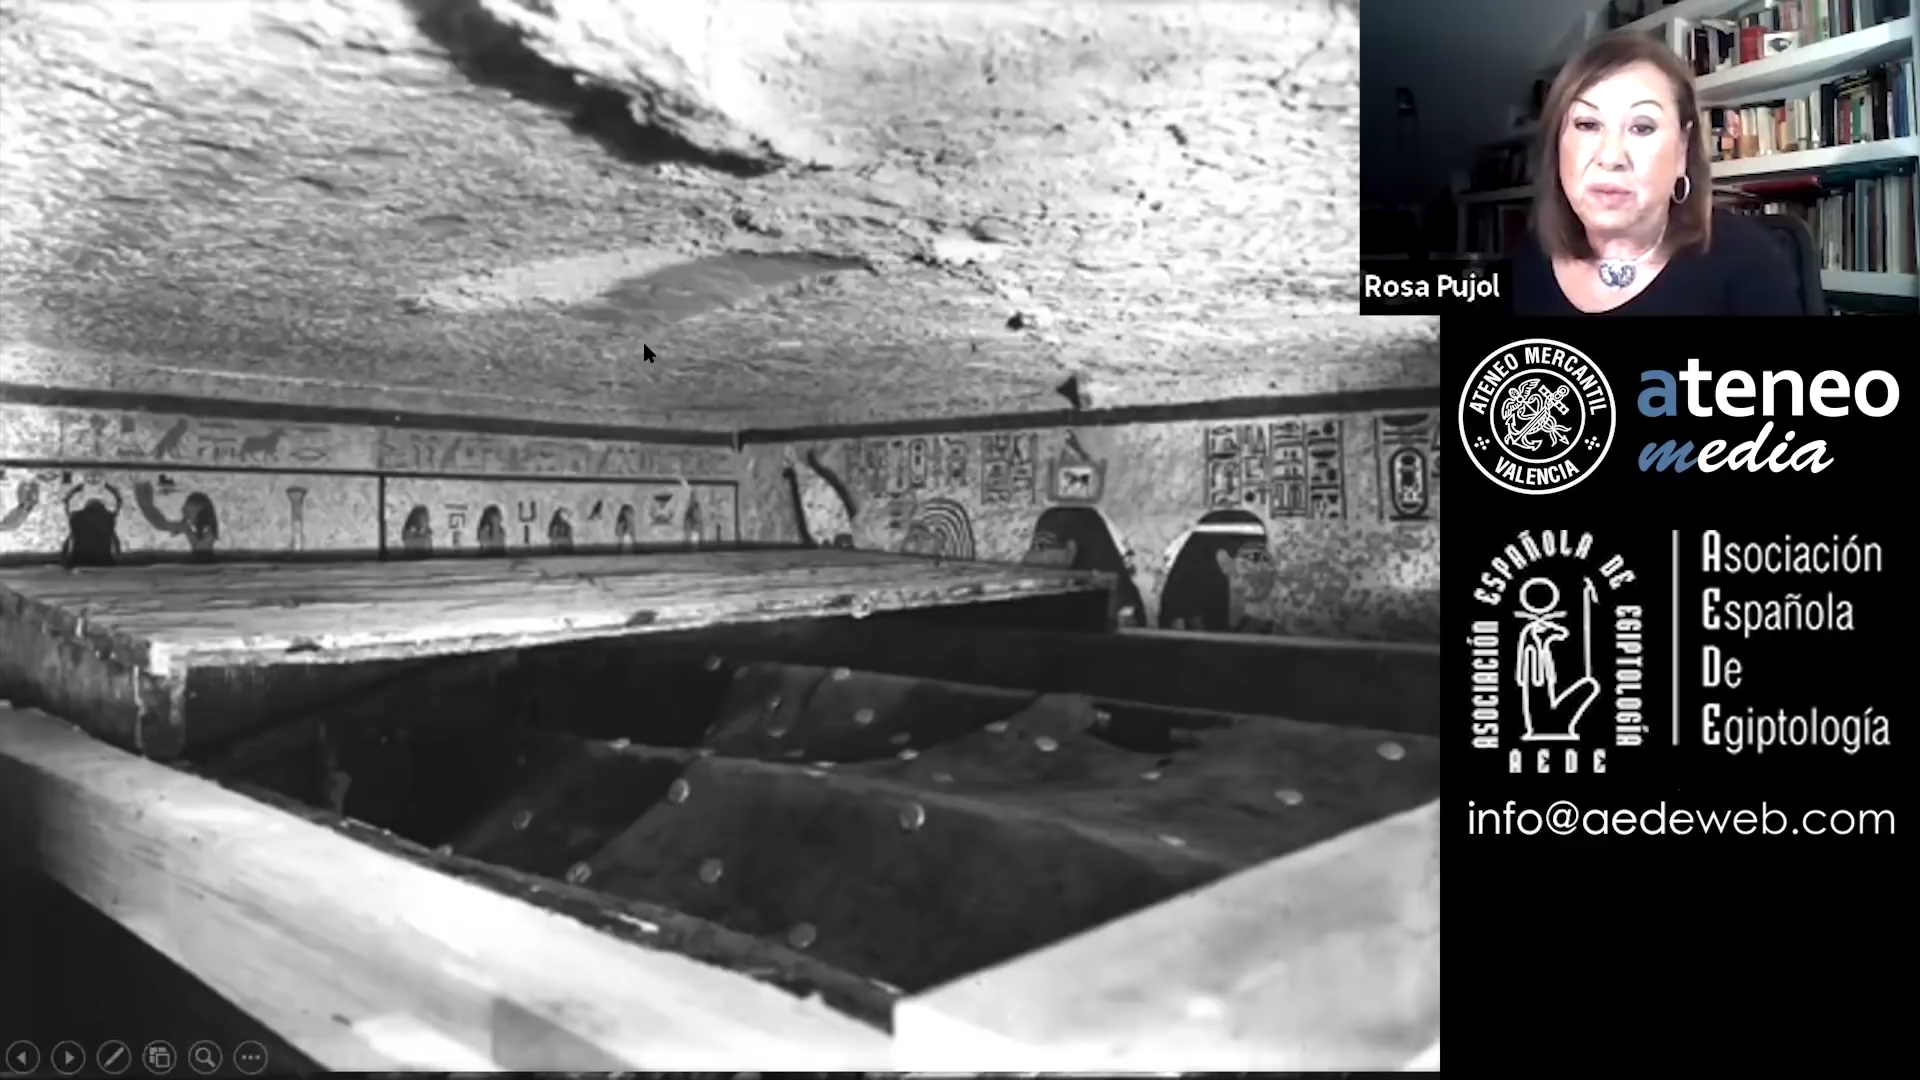 Rosa Pujol
ATENEO MERCANTIL
VALENCIA
ateneo
media
ASOCIACIÓN ESPAÑOLA DE EGIPTOLOGÍA
AEDE
Asociación
Española
De
Egiptología
info@aedeweb.com